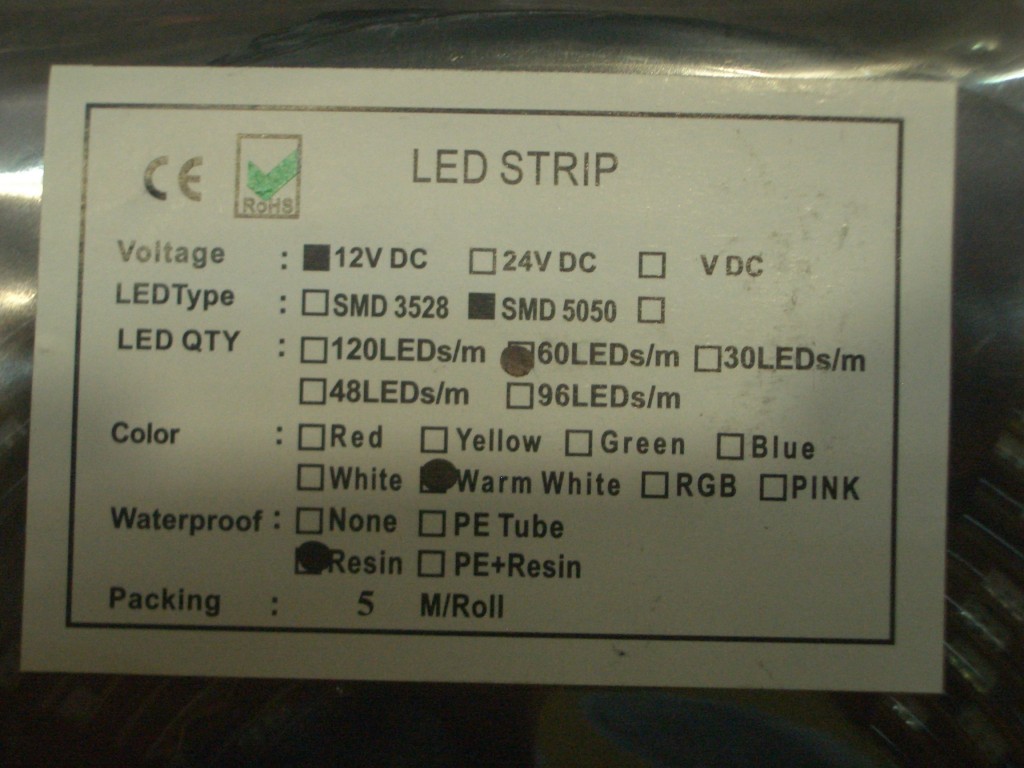 CE RoHS LED STRIP
Voltage : ■12V DC □24V DC □ V DC
LEDType : □SMD 3528 ■SMD 5050 □
LED QTY : □120LEDs/m ■60LEDs/m □30LEDs/m
□48LEDs/m □96LEDs/m
Color : □Red □Yellow □Green □Blue
□White ■Warm White □RGB □PINK
Waterproof : □None □PE Tube
■Resin □PE+Resin
Packing : 5 M/Roll